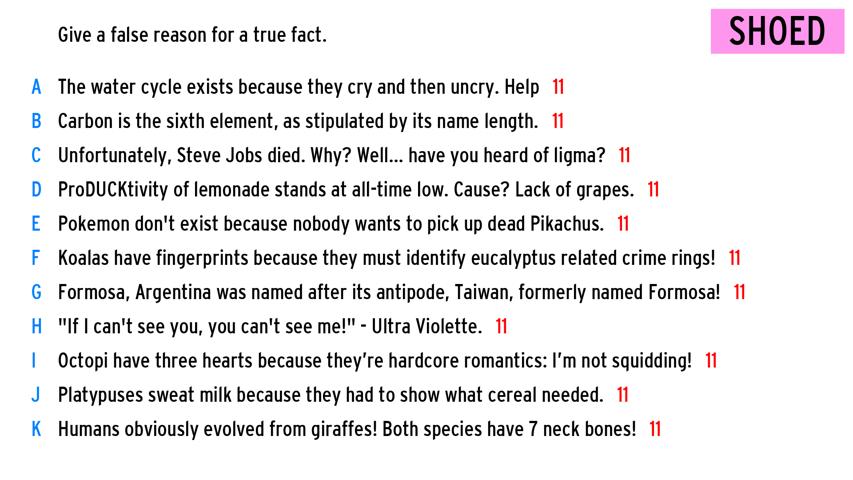 Give a false reason for a true fact.
SHOED
A The water cycle exists because they cry and then uncry. Help 11
B Carbon is the sixth element, as stipulated by its name length. 11
C Unfortunately, Steve Jobs died. Why? Well... have you heard of ligma? 11
D ProDUCKtivity of lemonade stands at all-time low. Cause? Lack of grapes. 11
E Pokemon don't exist because nobody wants to pick up dead Pikachus. 11
F Koalas have fingerprints because they must identify eucalyptus related crime rings! 11
G Formosa, Argentina was named after its antipode, Taiwan, formerly named Formosa! 11
H "If I can't see you, you can't see me!" - Ultra Violette. 11
I Octopi have three hearts because they’re hardcore romantics: I’m not squidding! 11
J Platypuses sweat milk because they had to show what cereal needed. 11
K Humans obviously evolved from giraffes! Both species have 7 neck bones! 11